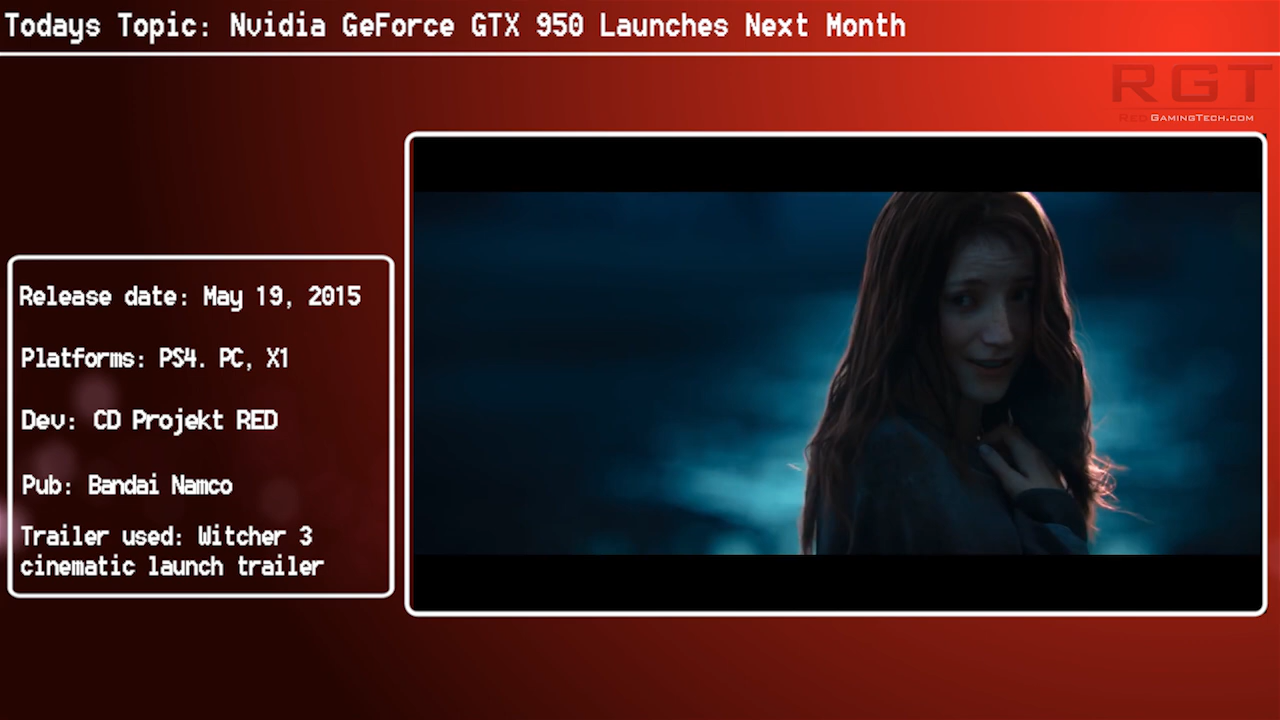 Todays Topic: Nvidia GeForce GTX 950 Launches Next Month
RGT
RedGamingTech.com
Release date: May 19, 2015
Platforms: PS4. PC, X1
Dev: CD Projekt RED
Pub: Bandai Namco
Trailer used: Witcher 3
cinematic launch trailer